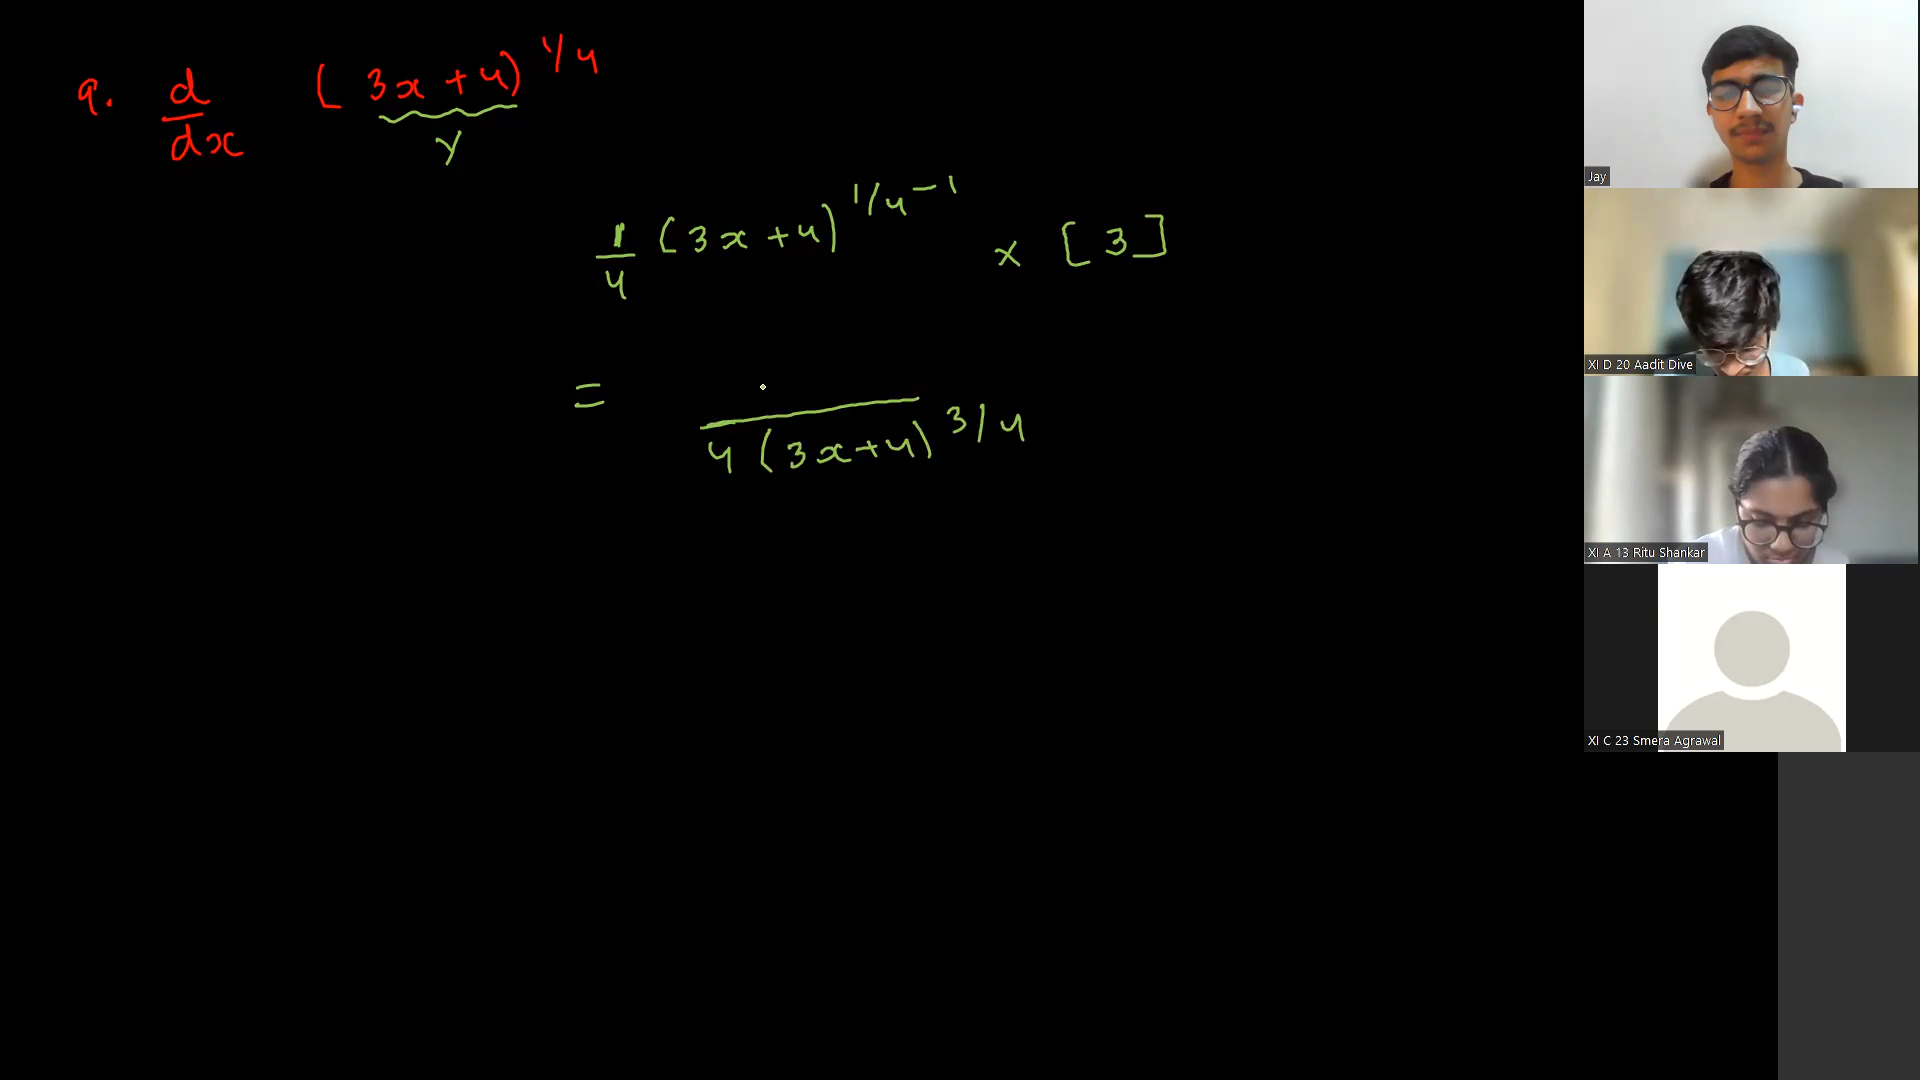 9. d/dx (3x+4)^1/4
y
1/4 (3x+4)^1/4-1 x [3]
= /4(3x+4)^3/4
Jay
XI D 20 Aadit Dive
XI A 13 Ritu Shankar
XI C 23 Smera Agrawal